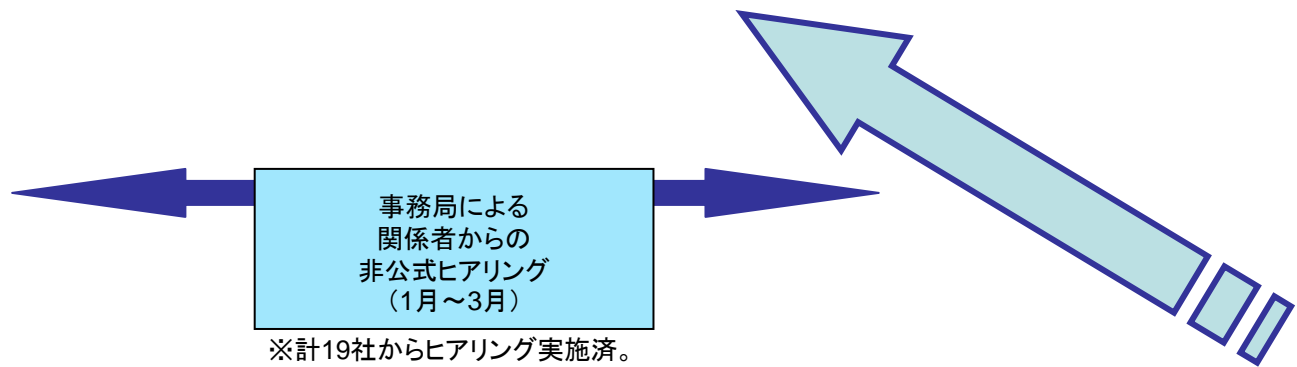 事務局による
関係者からの
非公式ヒアリング
（1月～3月）
※計19社からヒアリング実施済。